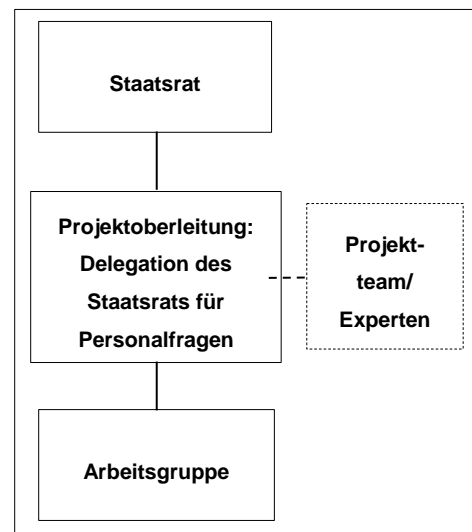 Staatsrat
Projektoberleitung:
Delegation des
Staatsrats für
Personalfragen
Projekt-
team/
Experten
Arbeitsgruppe